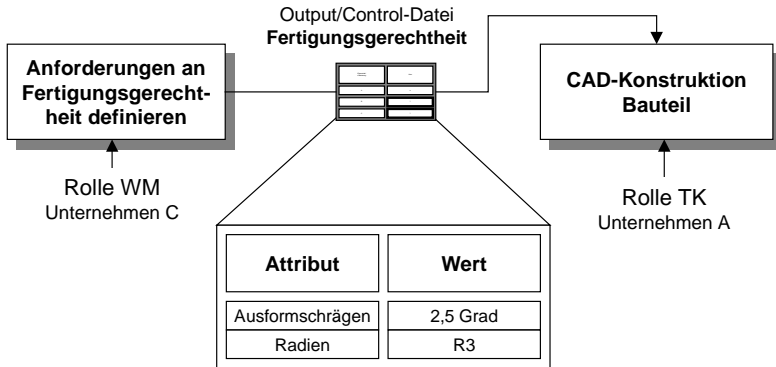 Output/Control-Datei
Fertigungsgerechtheit
Anforderungen an
Fertigungsgerecht-
heit definieren
CAD-Konstruktion
Bauteil
Rolle WM
Unternehmen C
Rolle TK
Unternehmen A
Attribut
Wert
Ausformschrägen
2,5 Grad
Radien
R3